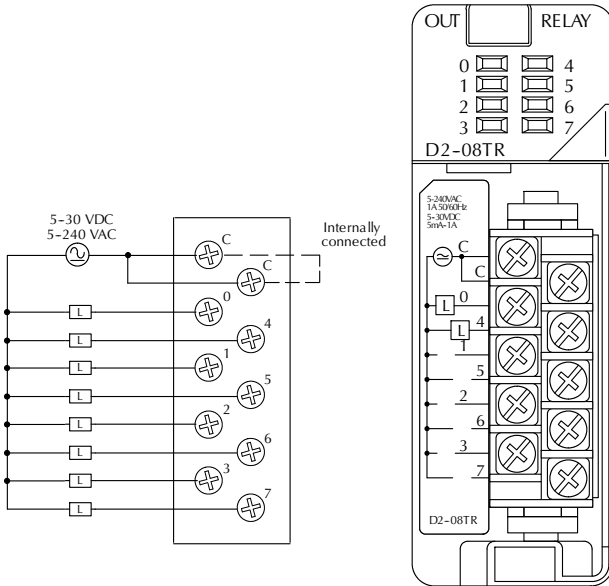 5-30 VDC
5-240 VAC
Internally
connected
C
C
0
4
1
5
2
6
3
7
L
L
L
L
L
L
L
L
OUT RELAY
0 4
1 5
2 6
3 7
D2-08TR
5-240VAC
1A 50/60Hz
5-30VDC
5mA-1A
C
C
L 0
L 4
1
5
2
6
3
7
D2-08TR